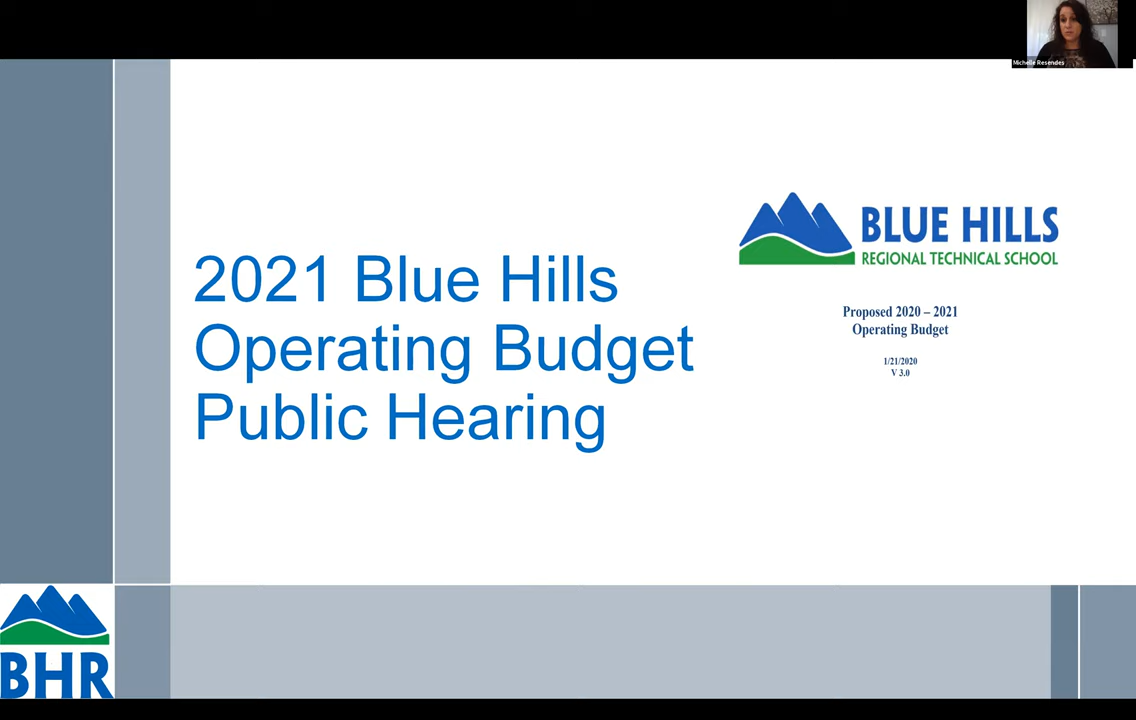 Michelle Resendes
BLUE HILLS
REGIONAL TECHNICAL SCHOOL
2021 Blue Hills
Operating Budget
Public Hearing
Proposed 2020 – 2021
Operating Budget
1/21/2020
V 3.0
BHR